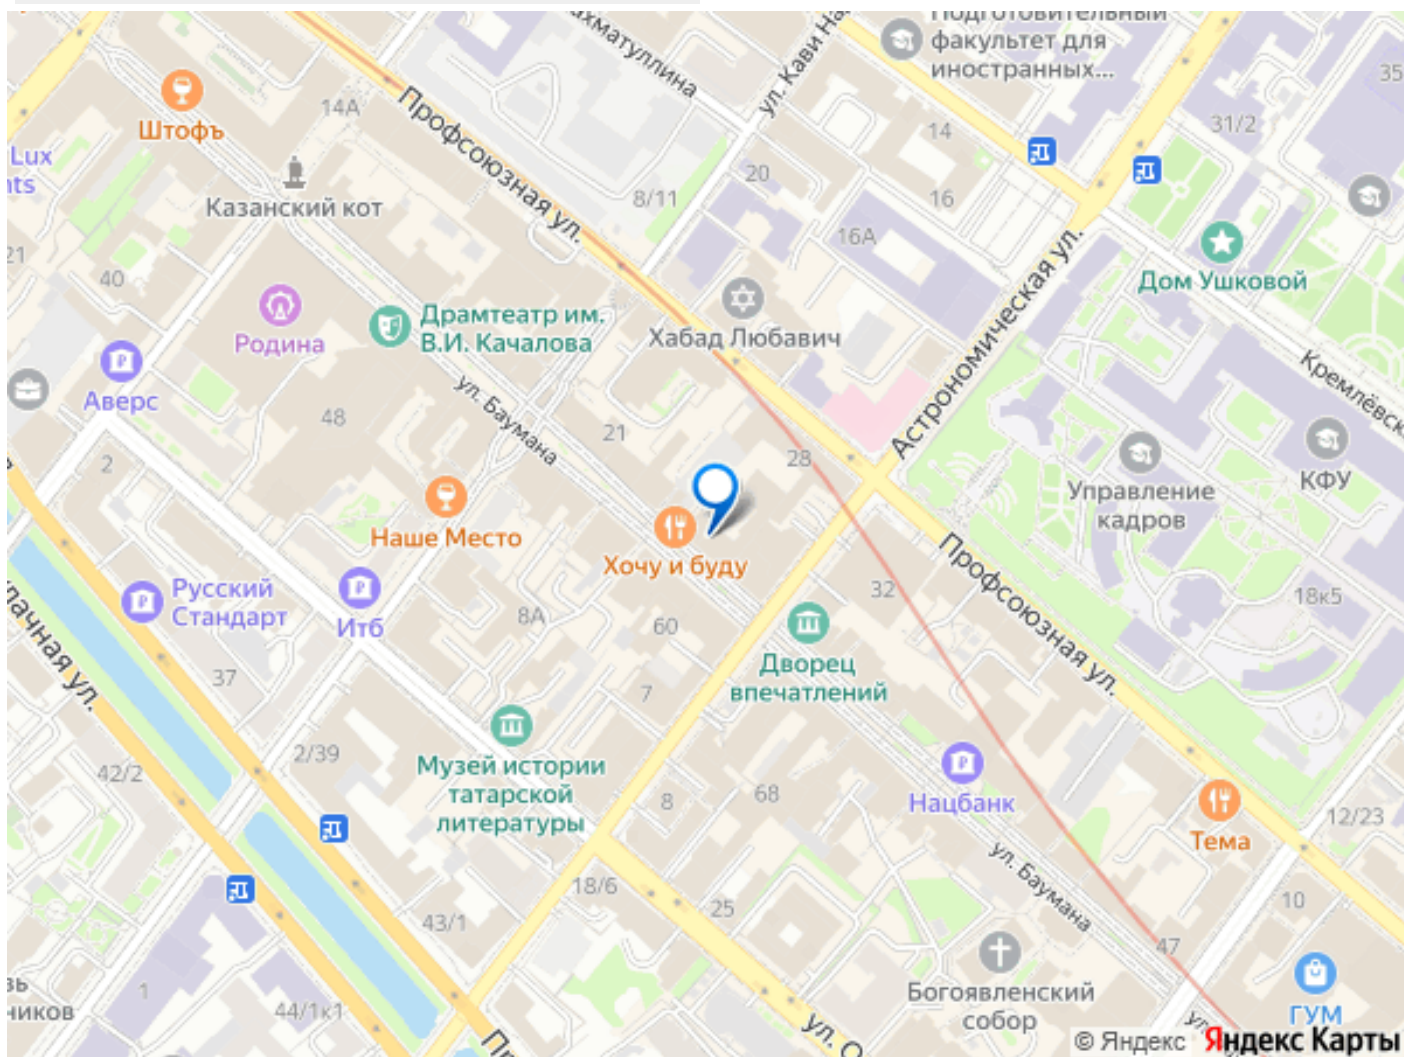 Подготовительный
факультет для
иностранных...
ул. Кави На
35
31/2
14
Штофъ
14А
Профсоюзная ул.
20
16
Lux
nts
Казанский кот
8/11
16А
21
40
Дом Ушковой
Драмтеатр им.
В.И. Качалова
Родина
Хабад Любавич
Астрономическая ул.
Аверс
ул. Баумана
48
21
28
2
КФУ
Управление
кадров
Наше Место
Хочу и буду
Профсоюзная ул.
Русский
Стандарт
Итб
8А
60
32
18к5
Дворец
впечатлений
37
7
2/39
42/2
Музей истории
татарской
литературы
8
68
Нацбанк
Тема
12/23
ул. Баумана
18/6
25
43/1
10
47
1
44/1к1
Богоявленский
собор
ГУМ
© Яндекс Яндекс Карты